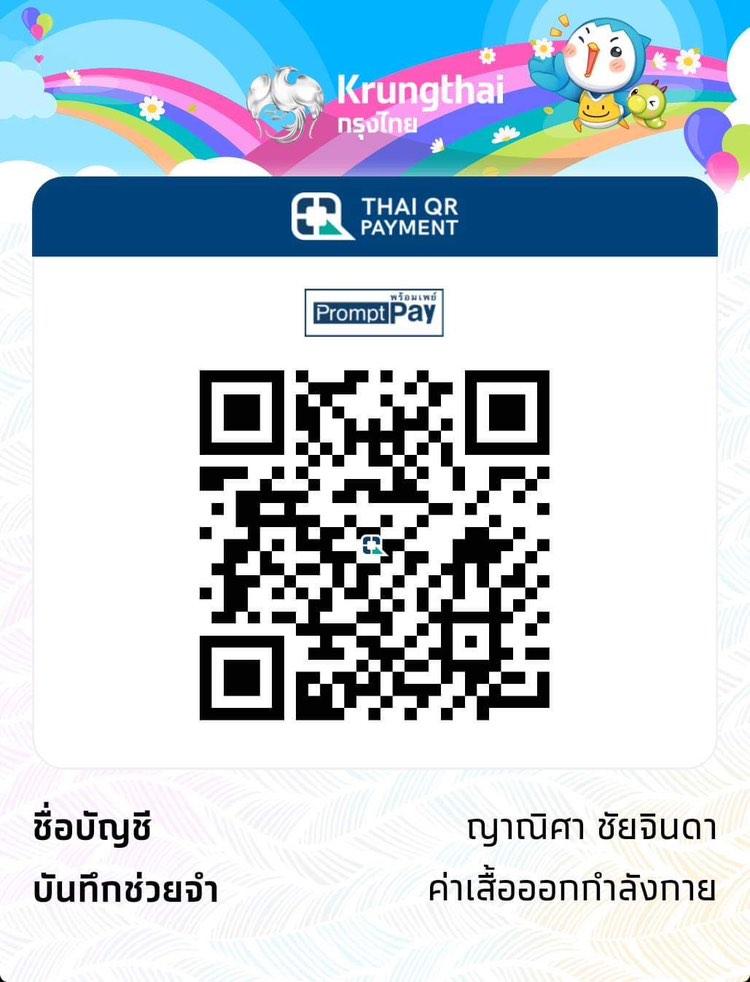 Krungthai
กรุงไทย
THAI QR
PAYMENT
พร้อมเพย์
PromptPay
ชื่อบัญชี ญาณิศา ชัยจินดา
บันทึกช่วยจำ ค่าเสื้อออกกำลังกาย